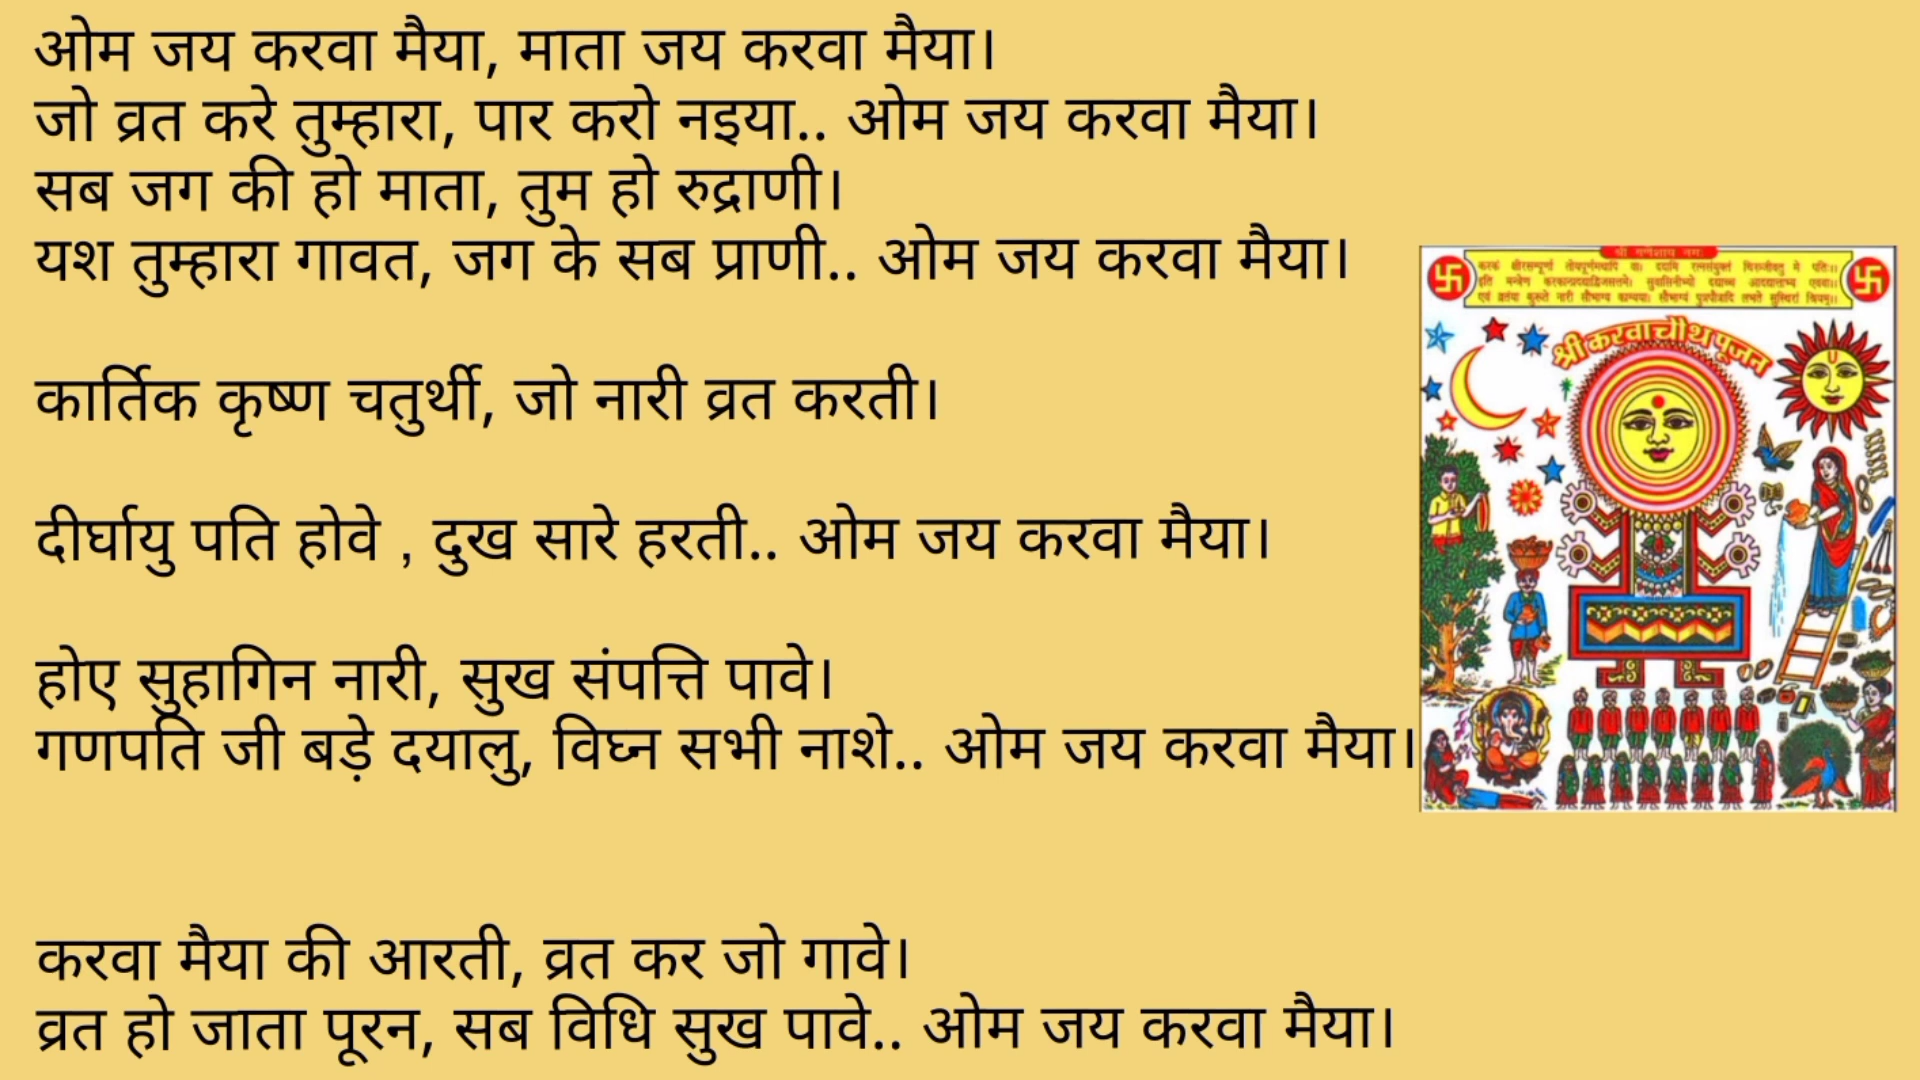 ओम जय करवा मैया, माता जय करवा मैया।
जो व्रत करे तुम्हारा, पार करो नइया.. ओम जय करवा मैया।
सब जग की हो माता, तुम हो रुद्राणी।
यश तुम्हारा गावत, जग के सब प्राणी.. ओम जय करवा मैया।
कार्तिक कृष्ण चतुर्थी, जो नारी व्रत करती।
दीर्घायु पति होवे , दुख सारे हरती.. ओम जय करवा मैया।
होए सुहागिन नारी, सुख संपत्ति पावे।
गणपति जी बड़े दयालु, विघ्न सभी नाशे.. ओम जय करवा मैया।
करवा मैया की आरती, व्रत कर जो गावे।
व्रत हो जाता पूरन, सब विधि सुख पावे.. ओम जय करवा मैया।
श्री गणेशाय नमः
श्री करवा चौथ पूजन